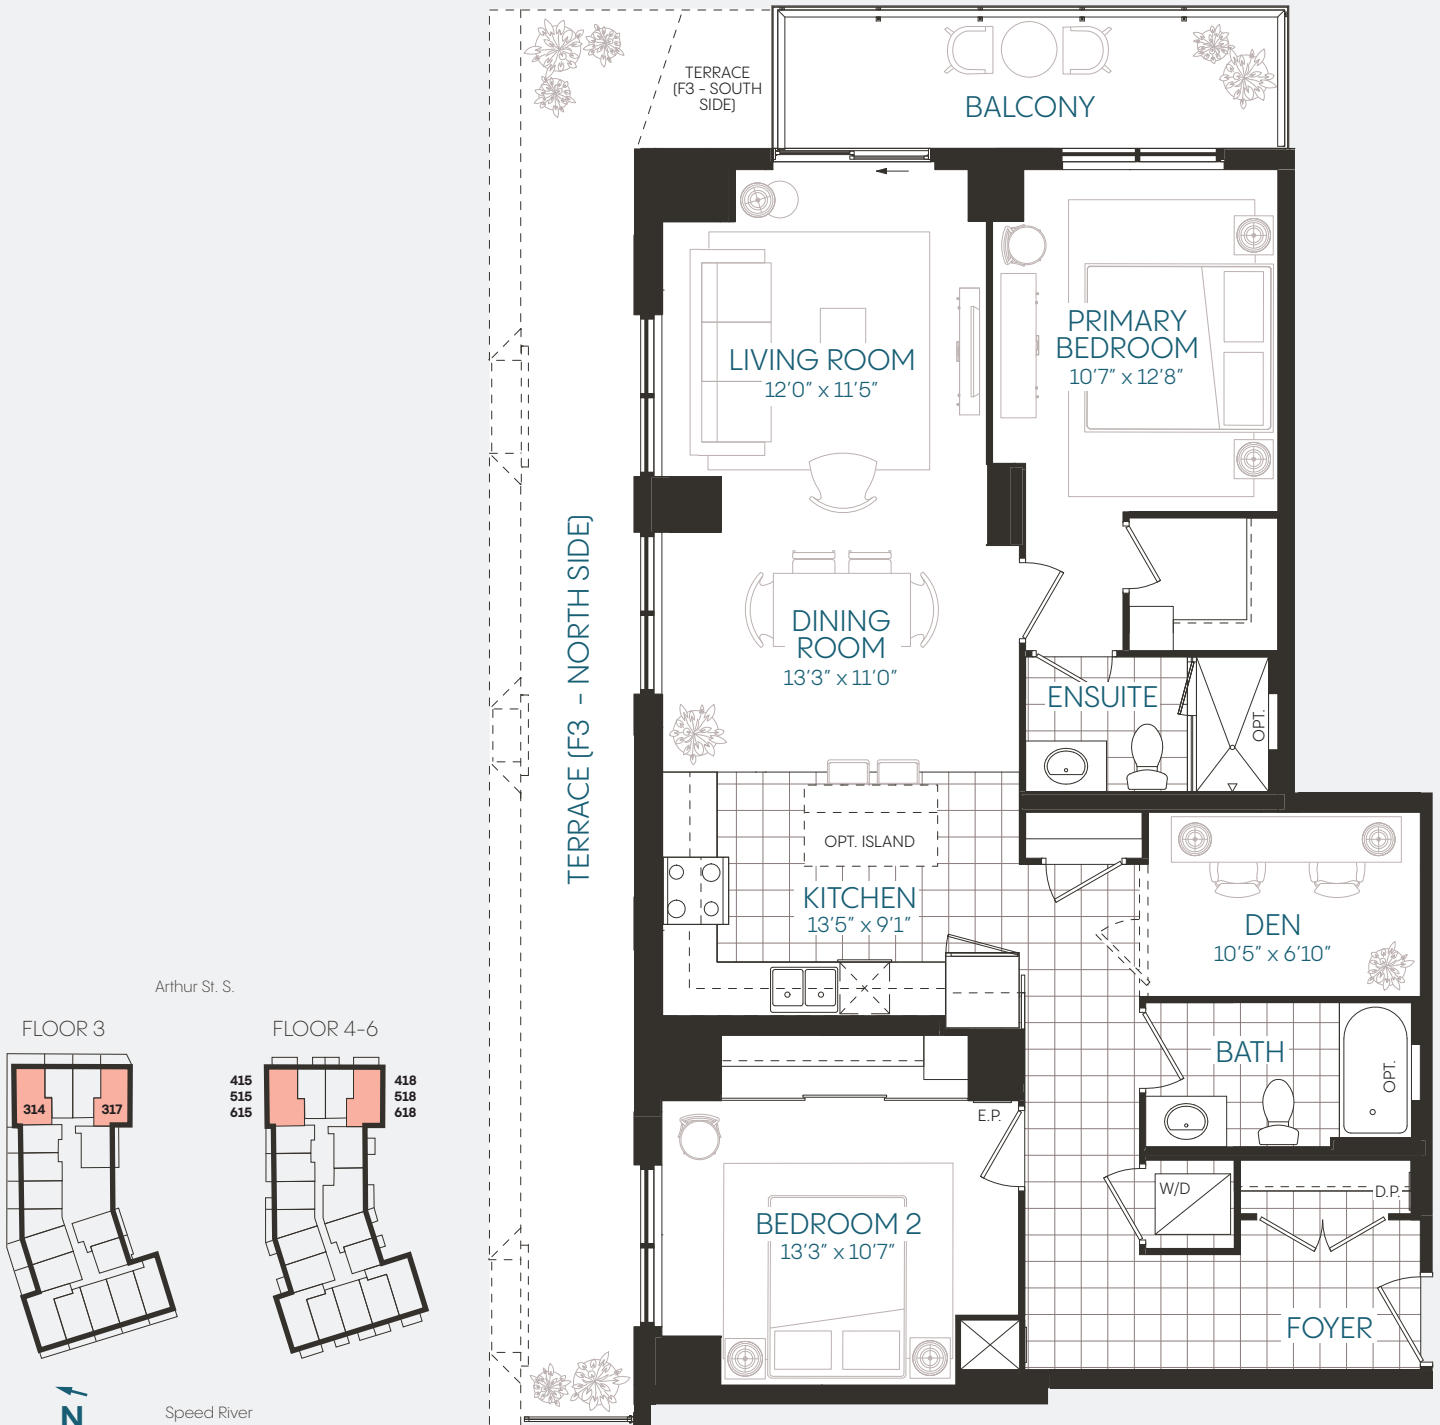 TERRACE
(F3 - SOUTH
SIDE)
BALCONY
LIVING ROOM
12'0" x 11'5"
PRIMARY
BEDROOM
10'7" x 12'8"
TERRACE (F3 - NORTH SIDE)
DINING
ROOM
13'3" x 11'0"
ENSUITE
OPT.
OPT. ISLAND
KITCHEN
13'5" x 9'1"
DEN
10'5" x 6'10"
BATH
OPT.
E.P.
W/D
D.P.
BEDROOM 2
13'3" x 10'7"
FOYER
Arthur St. S.
FLOOR 3
314
317
FLOOR 4-6
415
515
615
418
518
618
N
Speed River